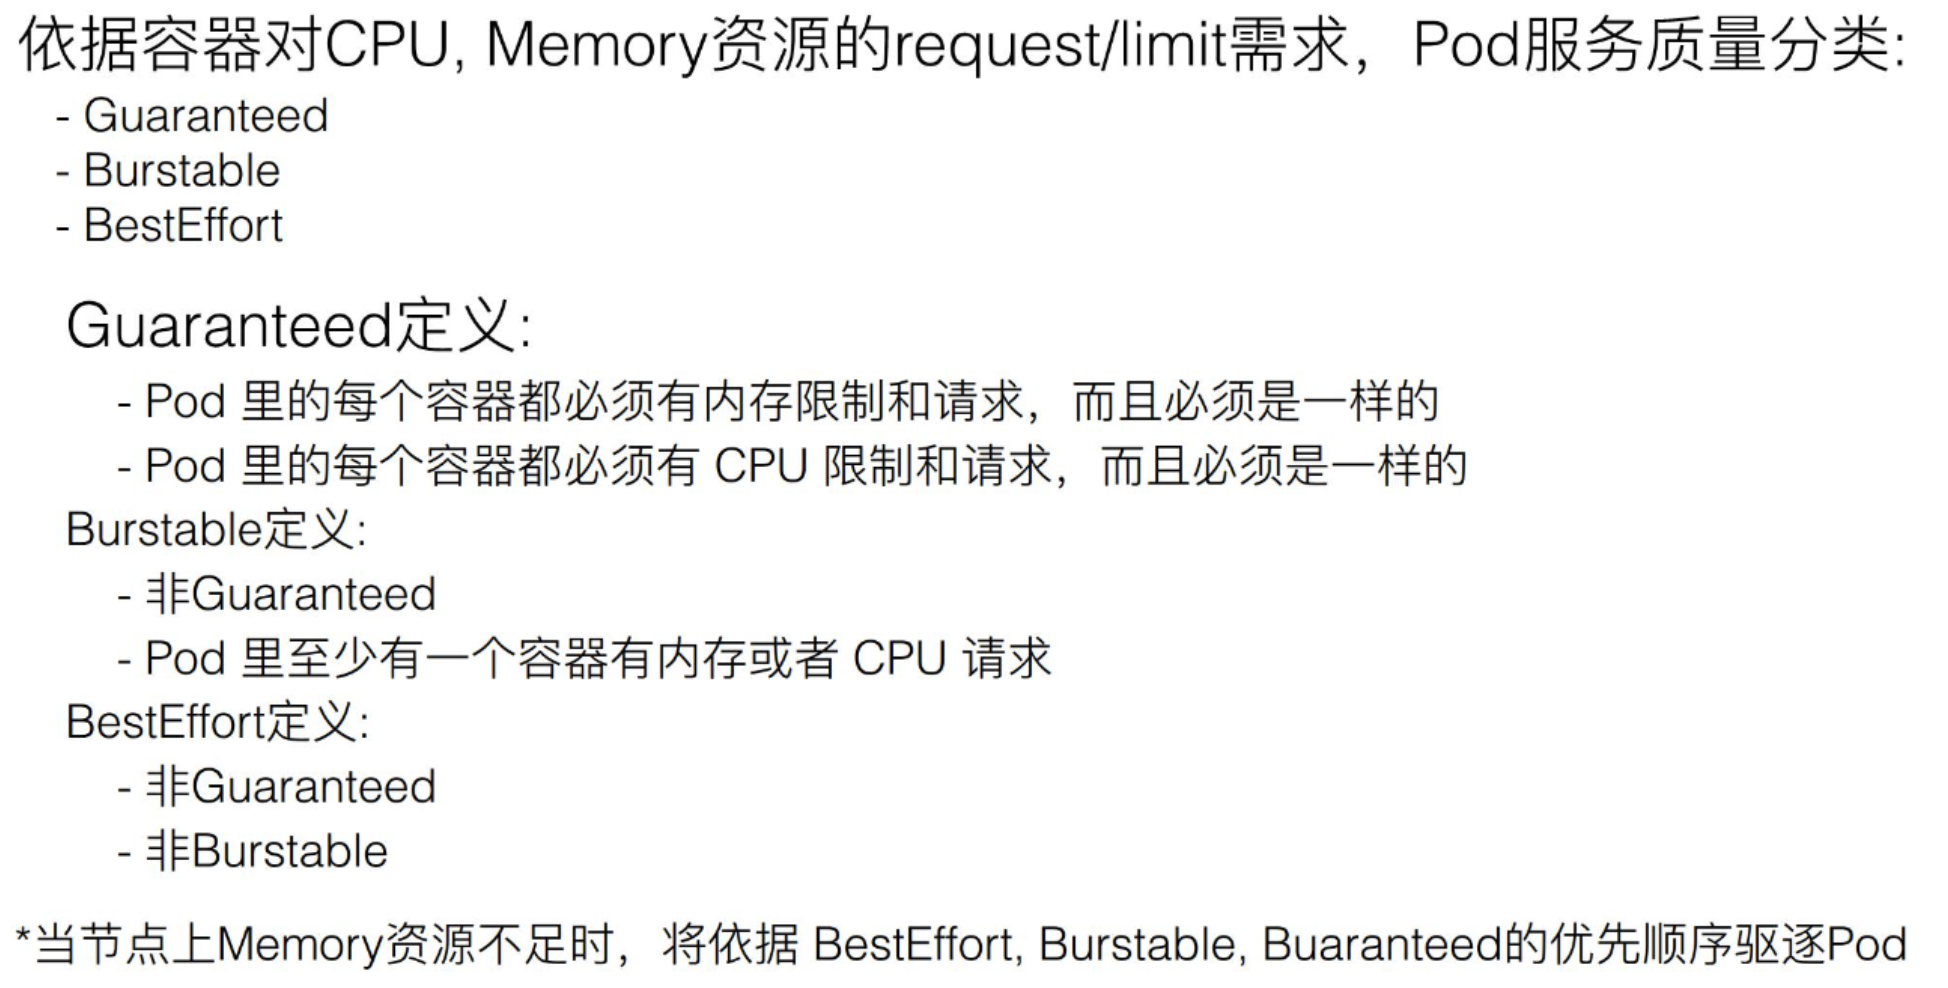 依据容器对CPU, Memory资源的request/limit需求，Pod服务质量分类:
- Guaranteed
- Burstable
- BestEffort
Guaranteed定义:
- Pod 里的每个容器都必须有内存限制和请求，而且必须是一样的
- Pod 里的每个容器都必须有 CPU 限制和请求，而且必须是一样的
Burstable定义:
- 非Guaranteed
- Pod 里至少有一个容器有内存或者 CPU 请求
BestEffort定义:
- 非Guaranteed
- 非Burstable
*当节点上Memory资源不足时，将依据 BestEffort, Burstable, Buaranteed的优先顺序驱逐Pod